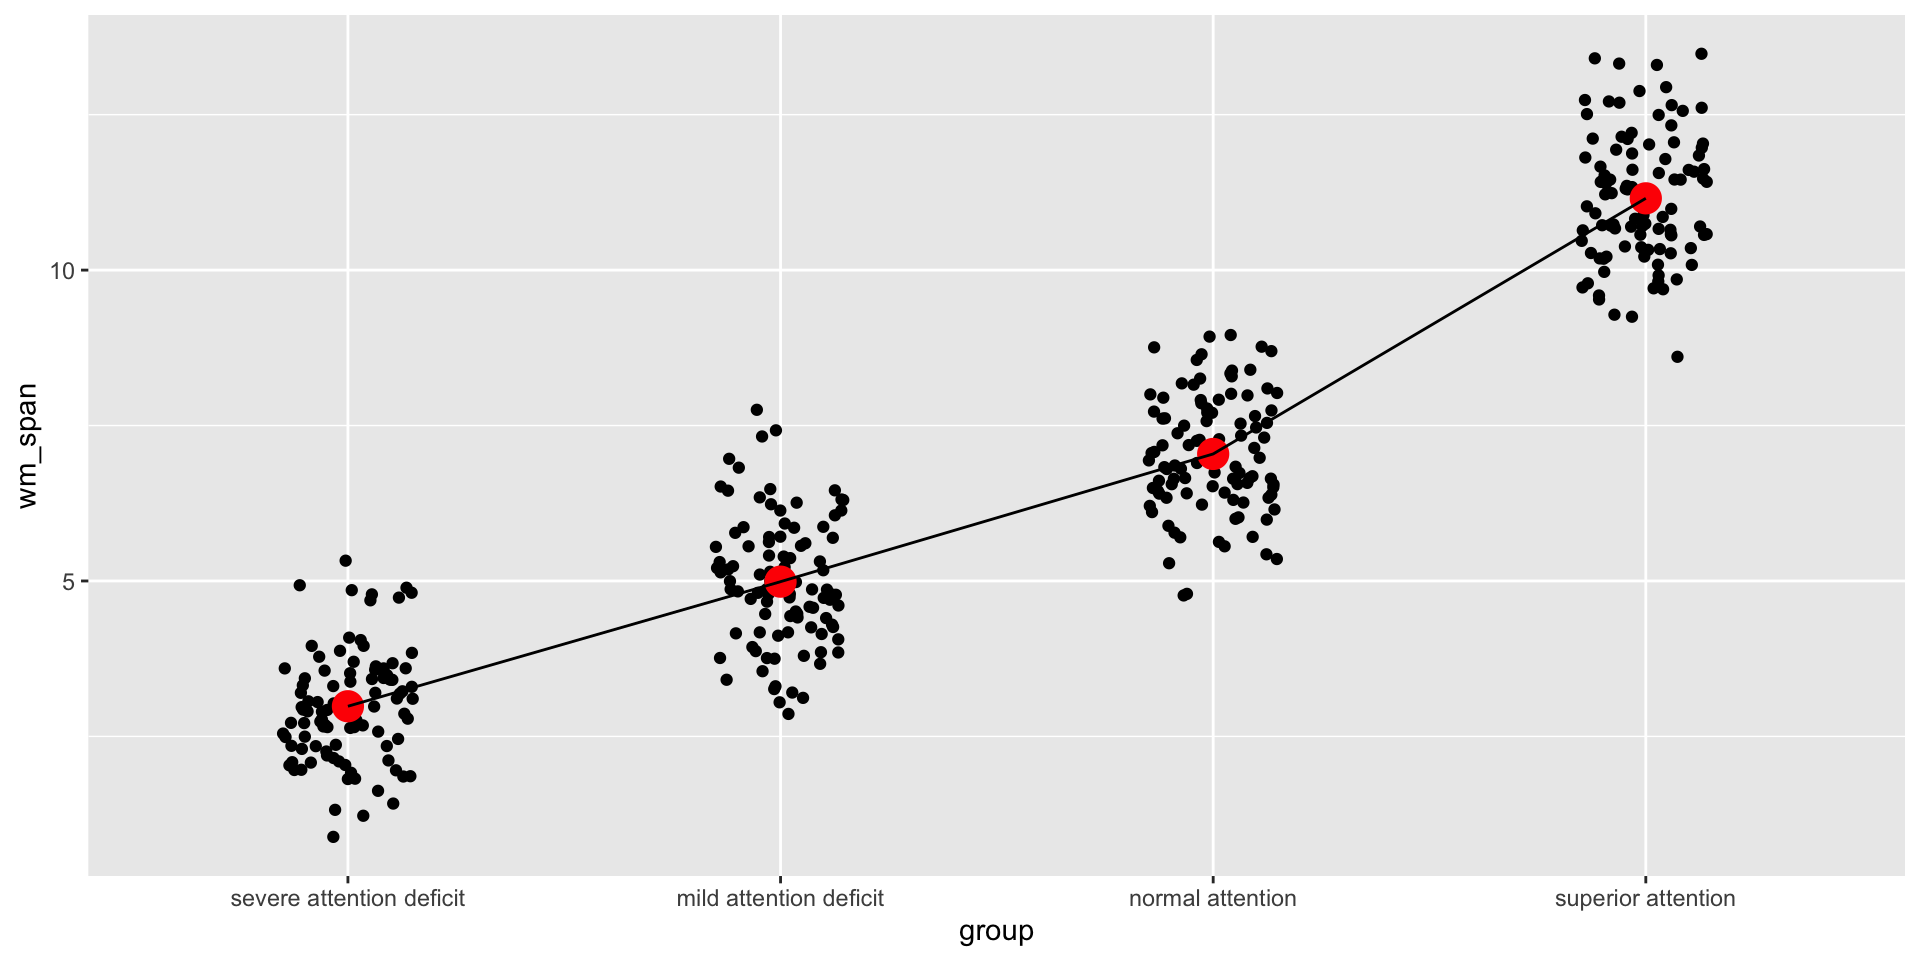 wm_span
10
5
severe attention deficit
mild attention deficit
normal attention
superior attention
group